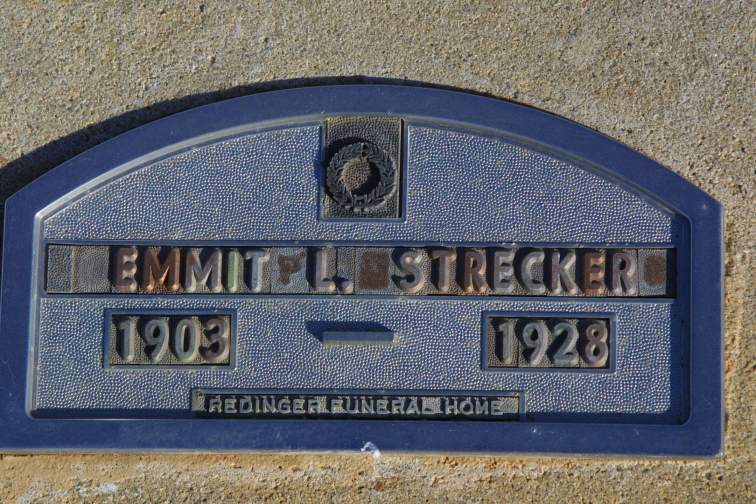 EMMIT L. STRECKER
1903 - 1928
REDINGER FUNERAL HOME